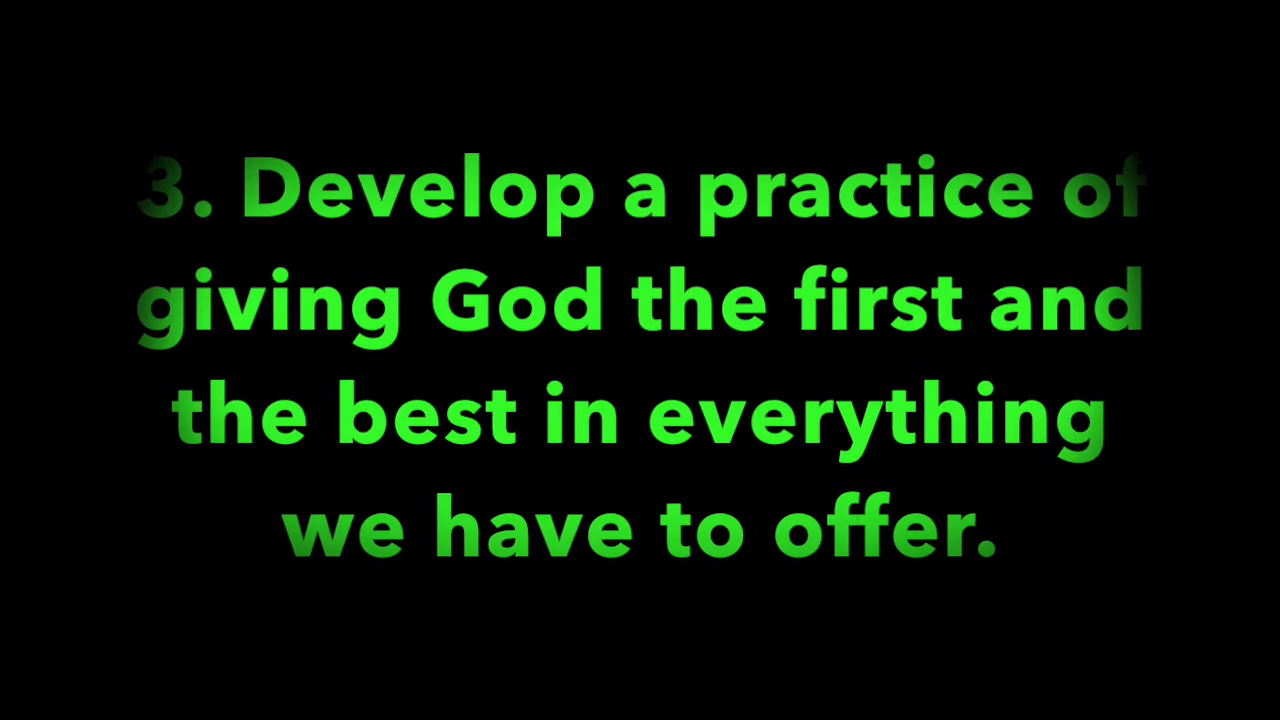 3. Develop a practice of
giving God the first and
the best in everything
we have to offer.